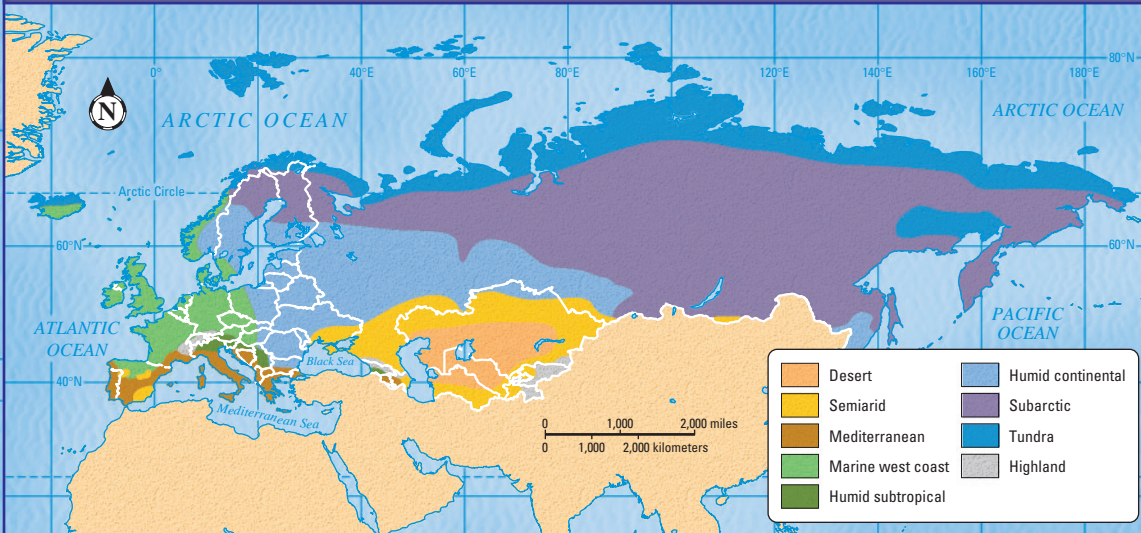 0°
40°E
60°E
80°E
120°E
140°E
160°E
180°E
80°N
N
ARCTIC OCEAN
ARCTIC OCEAN
Arctic Circle
60°N
60°N
ATLANTIC
OCEAN
PACIFIC
OCEAN
Black Sea
40°N
Mediterranean Sea
0 1,000 2,000 miles
0 1,000 2,000 kilometers
Desert
Semiarid
Mediterranean
Marine west coast
Humid subtropical
Humid continental
Subarctic
Tundra
Highland